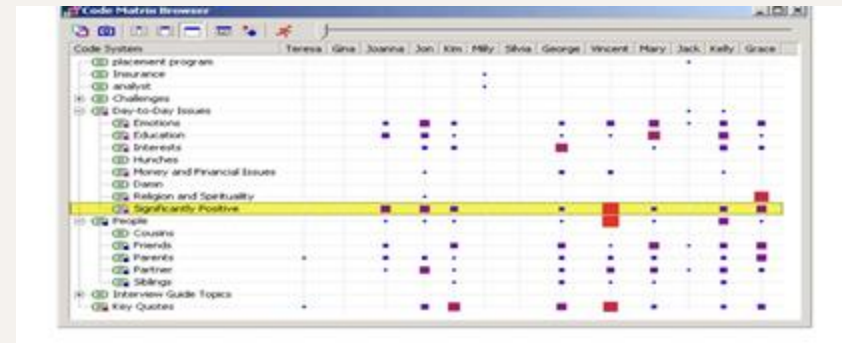 Code Matrix Browser
Code System Teresa Gina Joanna Jon Kim Milly Silvia George Vincent Mary Jack Kelly Grace
placement program
Insurance
analyst
Challenges
Day-to-Day Issues
Emotions
Education
Interests
Hunches
Money and Financial Issues
Damn
Religion and Spirituality
Significantly Positive
People
Cousins
Friends
Parents
Partner
Siblings
Interview Guide Topics
Key Quotes